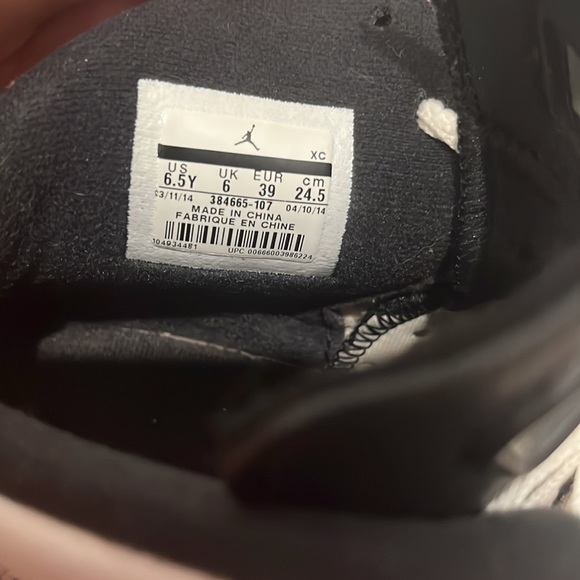 XC
US UK EUR cm
6.5Y 6 39 24.5
03/11/14 384665-107 04/10/14
MADE IN CHINA
FABRIQUE EN CHINE
UPC 00666003986224